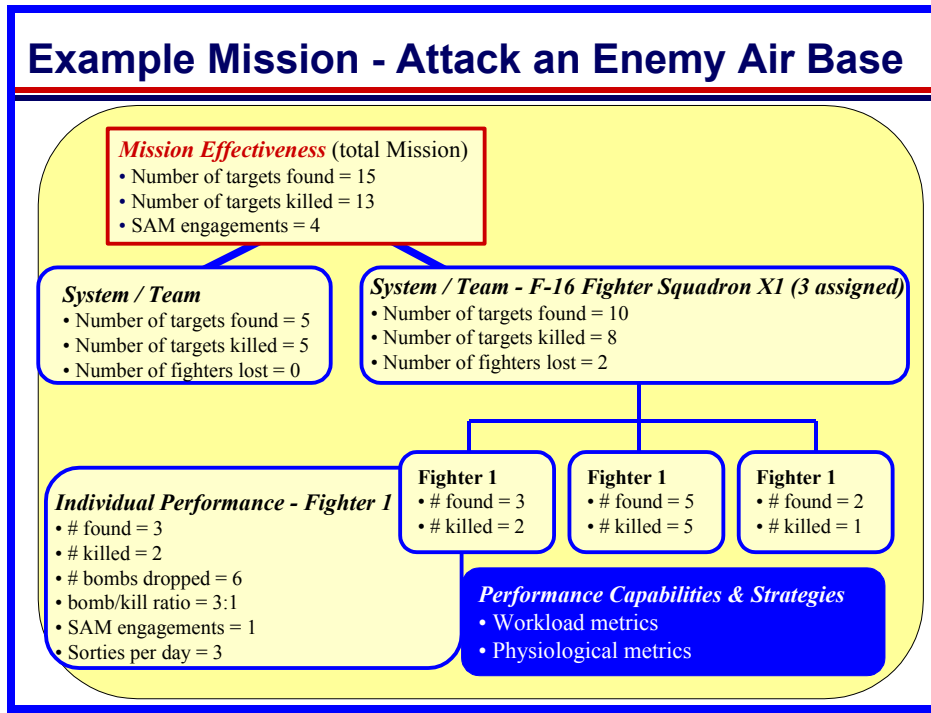 Example Mission - Attack an Enemy Air Base
Mission Effectiveness (total Mission)
• Number of targets found = 15
• Number of targets killed = 13
• SAM engagements = 4
System / Team
• Number of targets found = 5
• Number of targets killed = 5
• Number of fighters lost = 0
System / Team - F-16 Fighter Squadron X1 (3 assigned)
• Number of targets found = 10
• Number of targets killed = 8
• Number of fighters lost = 2
Fighter 1
• # found = 3
• # killed = 2
Fighter 1
• # found = 5
• # killed = 5
Fighter 1
• # found = 2
• # killed = 1
Individual Performance - Fighter 1
• # found = 3
• # killed = 2
• # bombs dropped = 6
• bomb/kill ratio = 3:1
• SAM engagements = 1
• Sorties per day = 3
Performance Capabilities & Strategies
• Workload metrics
• Physiological metrics